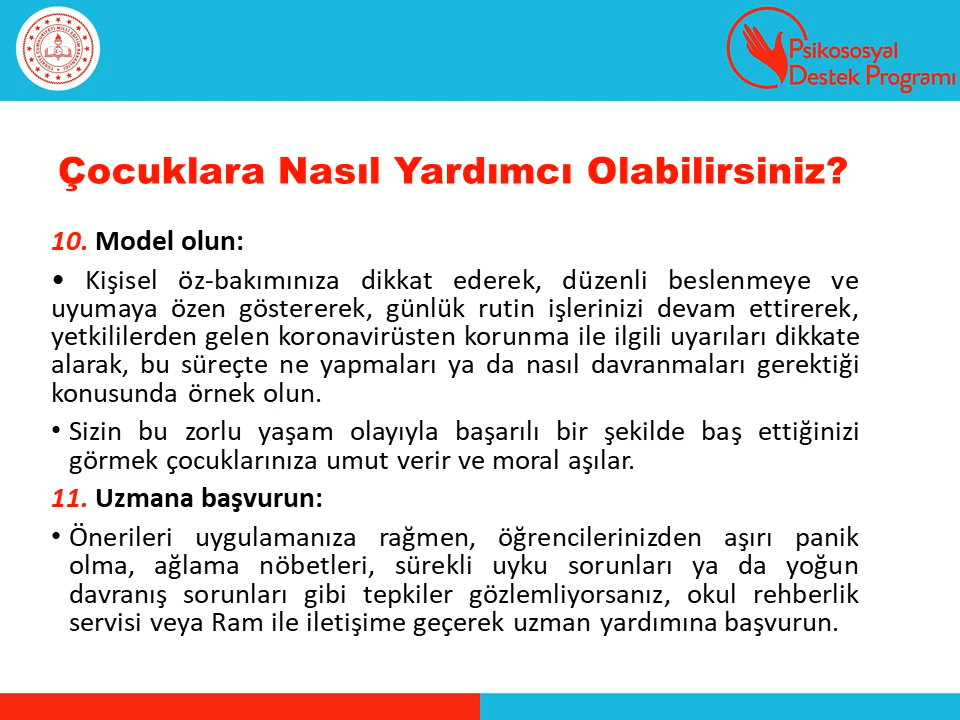 Psikososyal
Destek Programı
Çocuklara Nasıl Yardımcı Olabilirsiniz?
10. Model olun:
• Kişisel öz-bakımınıza dikkat ederek, düzenli beslenmeye ve
uyumaya özen göstererek, günlük rutin işlerinizi devam ettirerek,
yetkililerden gelen koronavirüsten korunma ile ilgili uyarıları dikkate
alarak, bu süreçte ne yapmaları ya da nasıl davranmaları gerektiği
konusunda örnek olun.
• Sizin bu zorlu yaşam olayıyla başarılı bir şekilde baş ettiğinizi
görmek çocuklarınıza umut verir ve moral aşılar.
11. Uzmana başvurun:
• Önerileri uygulamanıza rağmen, öğrencilerinizden aşırı panik
olma, ağlama nöbetleri, sürekli uyku sorunları ya da yoğun
davranış sorunları gibi tepkiler gözlemliyorsanız, okul rehberlik
servisi veya Ram ile iletişime geçerek uzman yardımına başvurun.